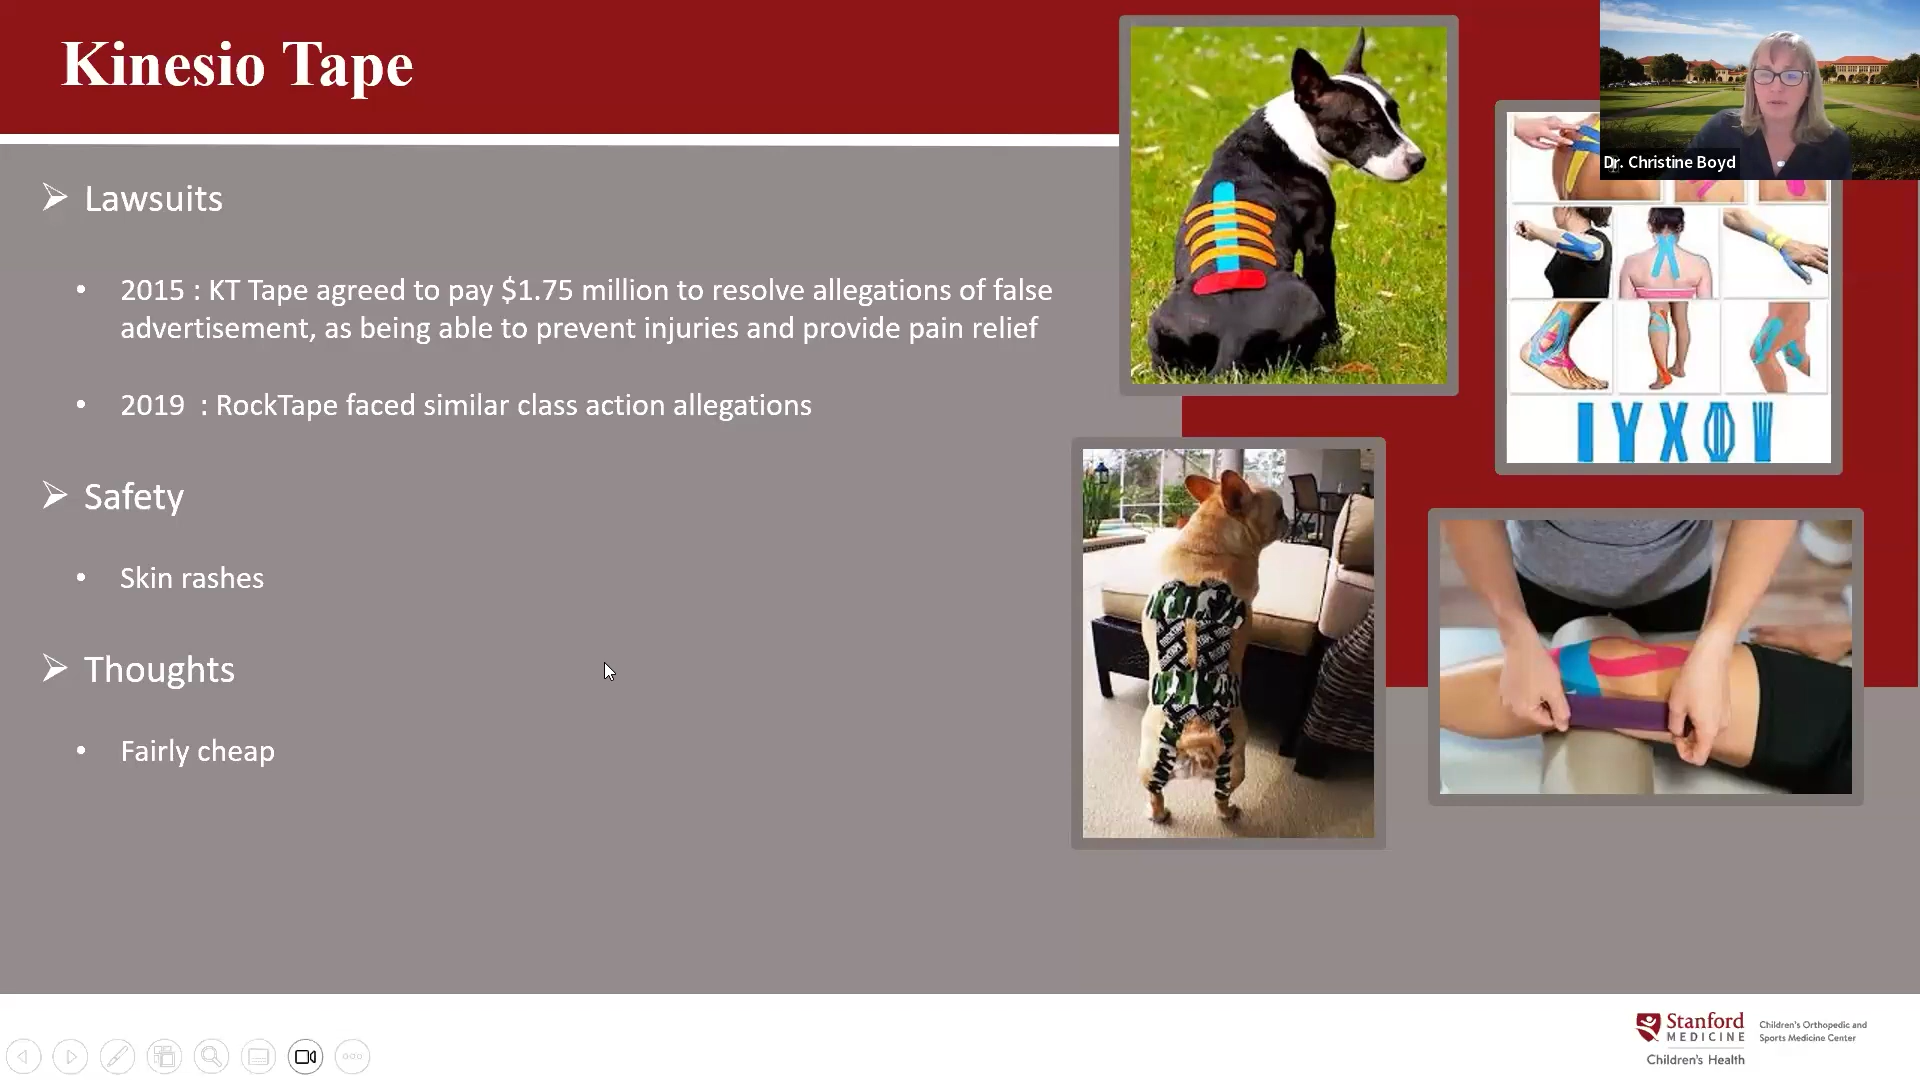 Kinesio Tape
Dr. Christine Boyd
Lawsuits
2015 : KT Tape agreed to pay $1.75 million to resolve allegations of false
advertisement, as being able to prevent injuries and provide pain relief
2019 : RockTape faced similar class action allegations
Safety
Skin rashes
Thoughts
Fairly cheap
Stanford
MEDICINE
Children's Health
Children's Orthopedic and
Sports Medicine Center